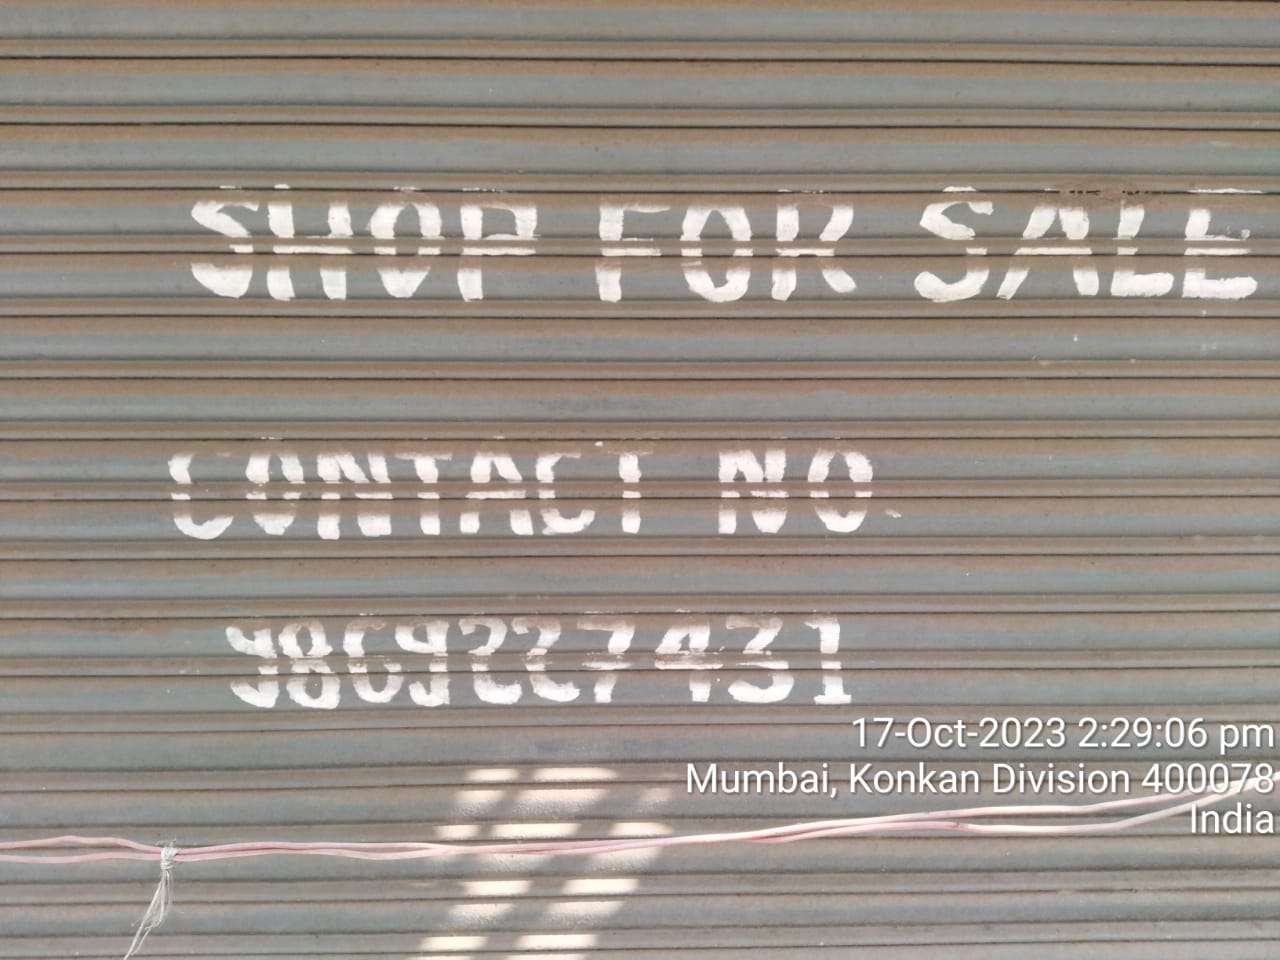 SHOP FOR SALE
CONTACT NO.
9869227431
17-Oct-2023 2:29:06 pm
Mumbai, Konkan Division 400078
India